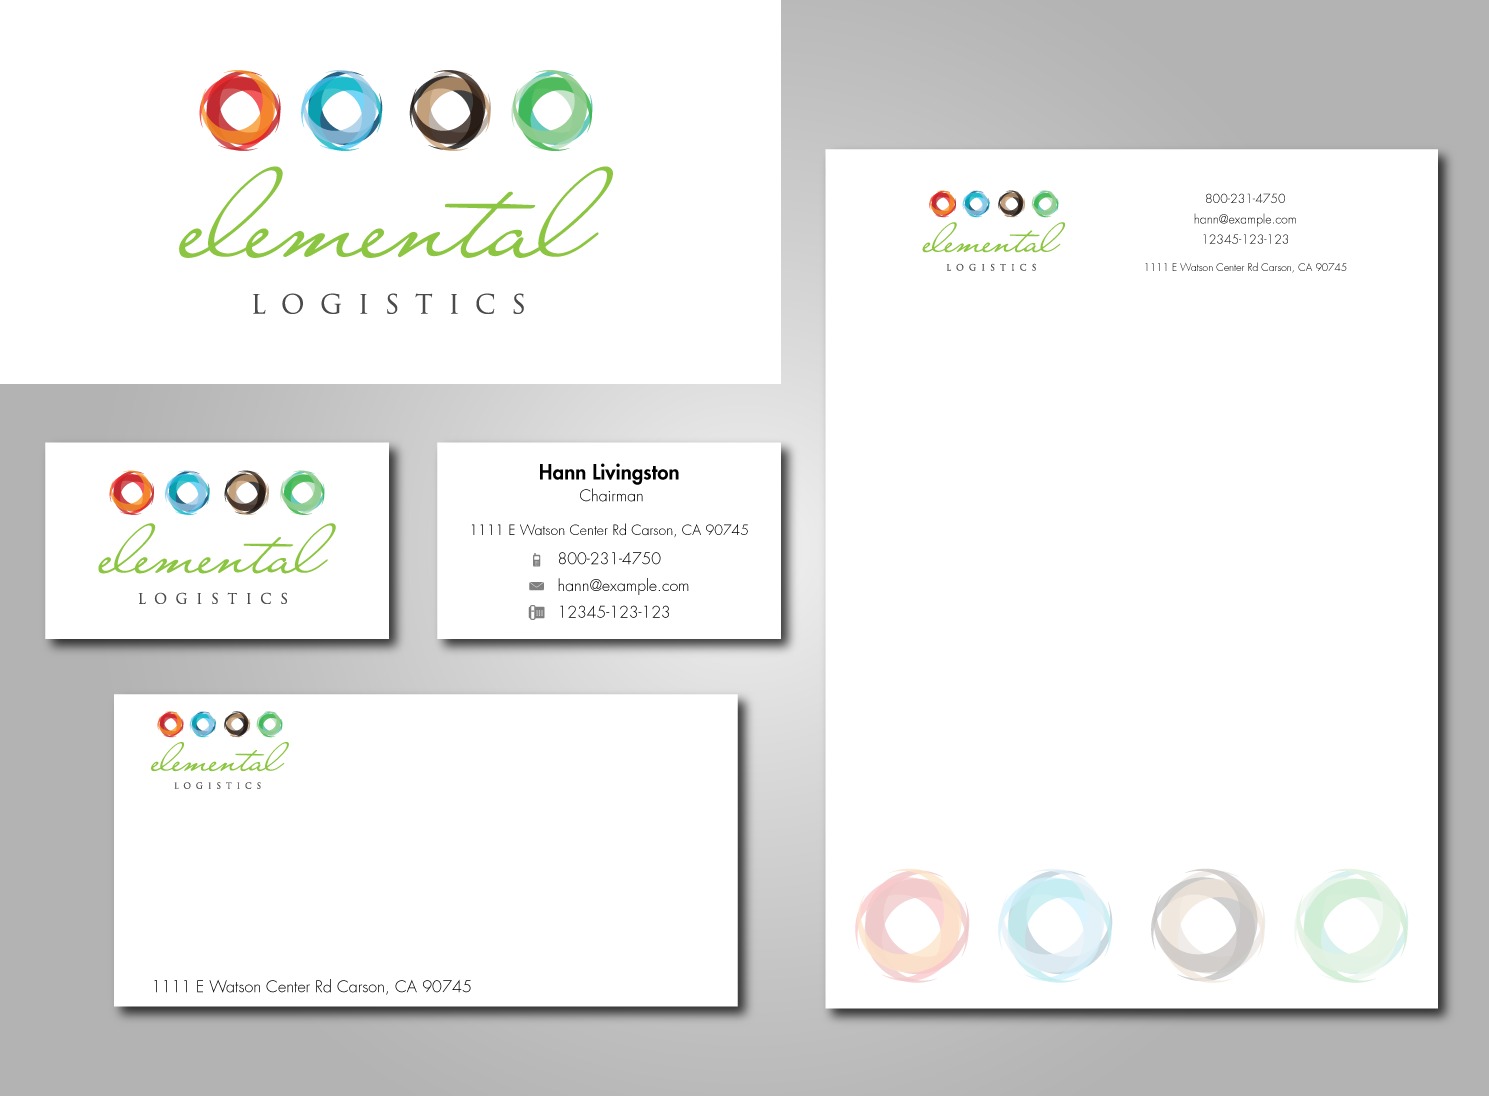 elemental
LOGISTICS
elemental
LOGISTICS
Hann Livingston
Chairman
1111 E Watson Center Rd Carson, CA 90745
800-231-4750
hann@example.com
12345-123-123
elemental
LOGISTICS
1111 E Watson Center Rd Carson, CA 90745
elemental
LOGISTICS
800-231-4750
hann@example.com
12345-123-123
1111 E Watson Center Rd Carson, CA 90745